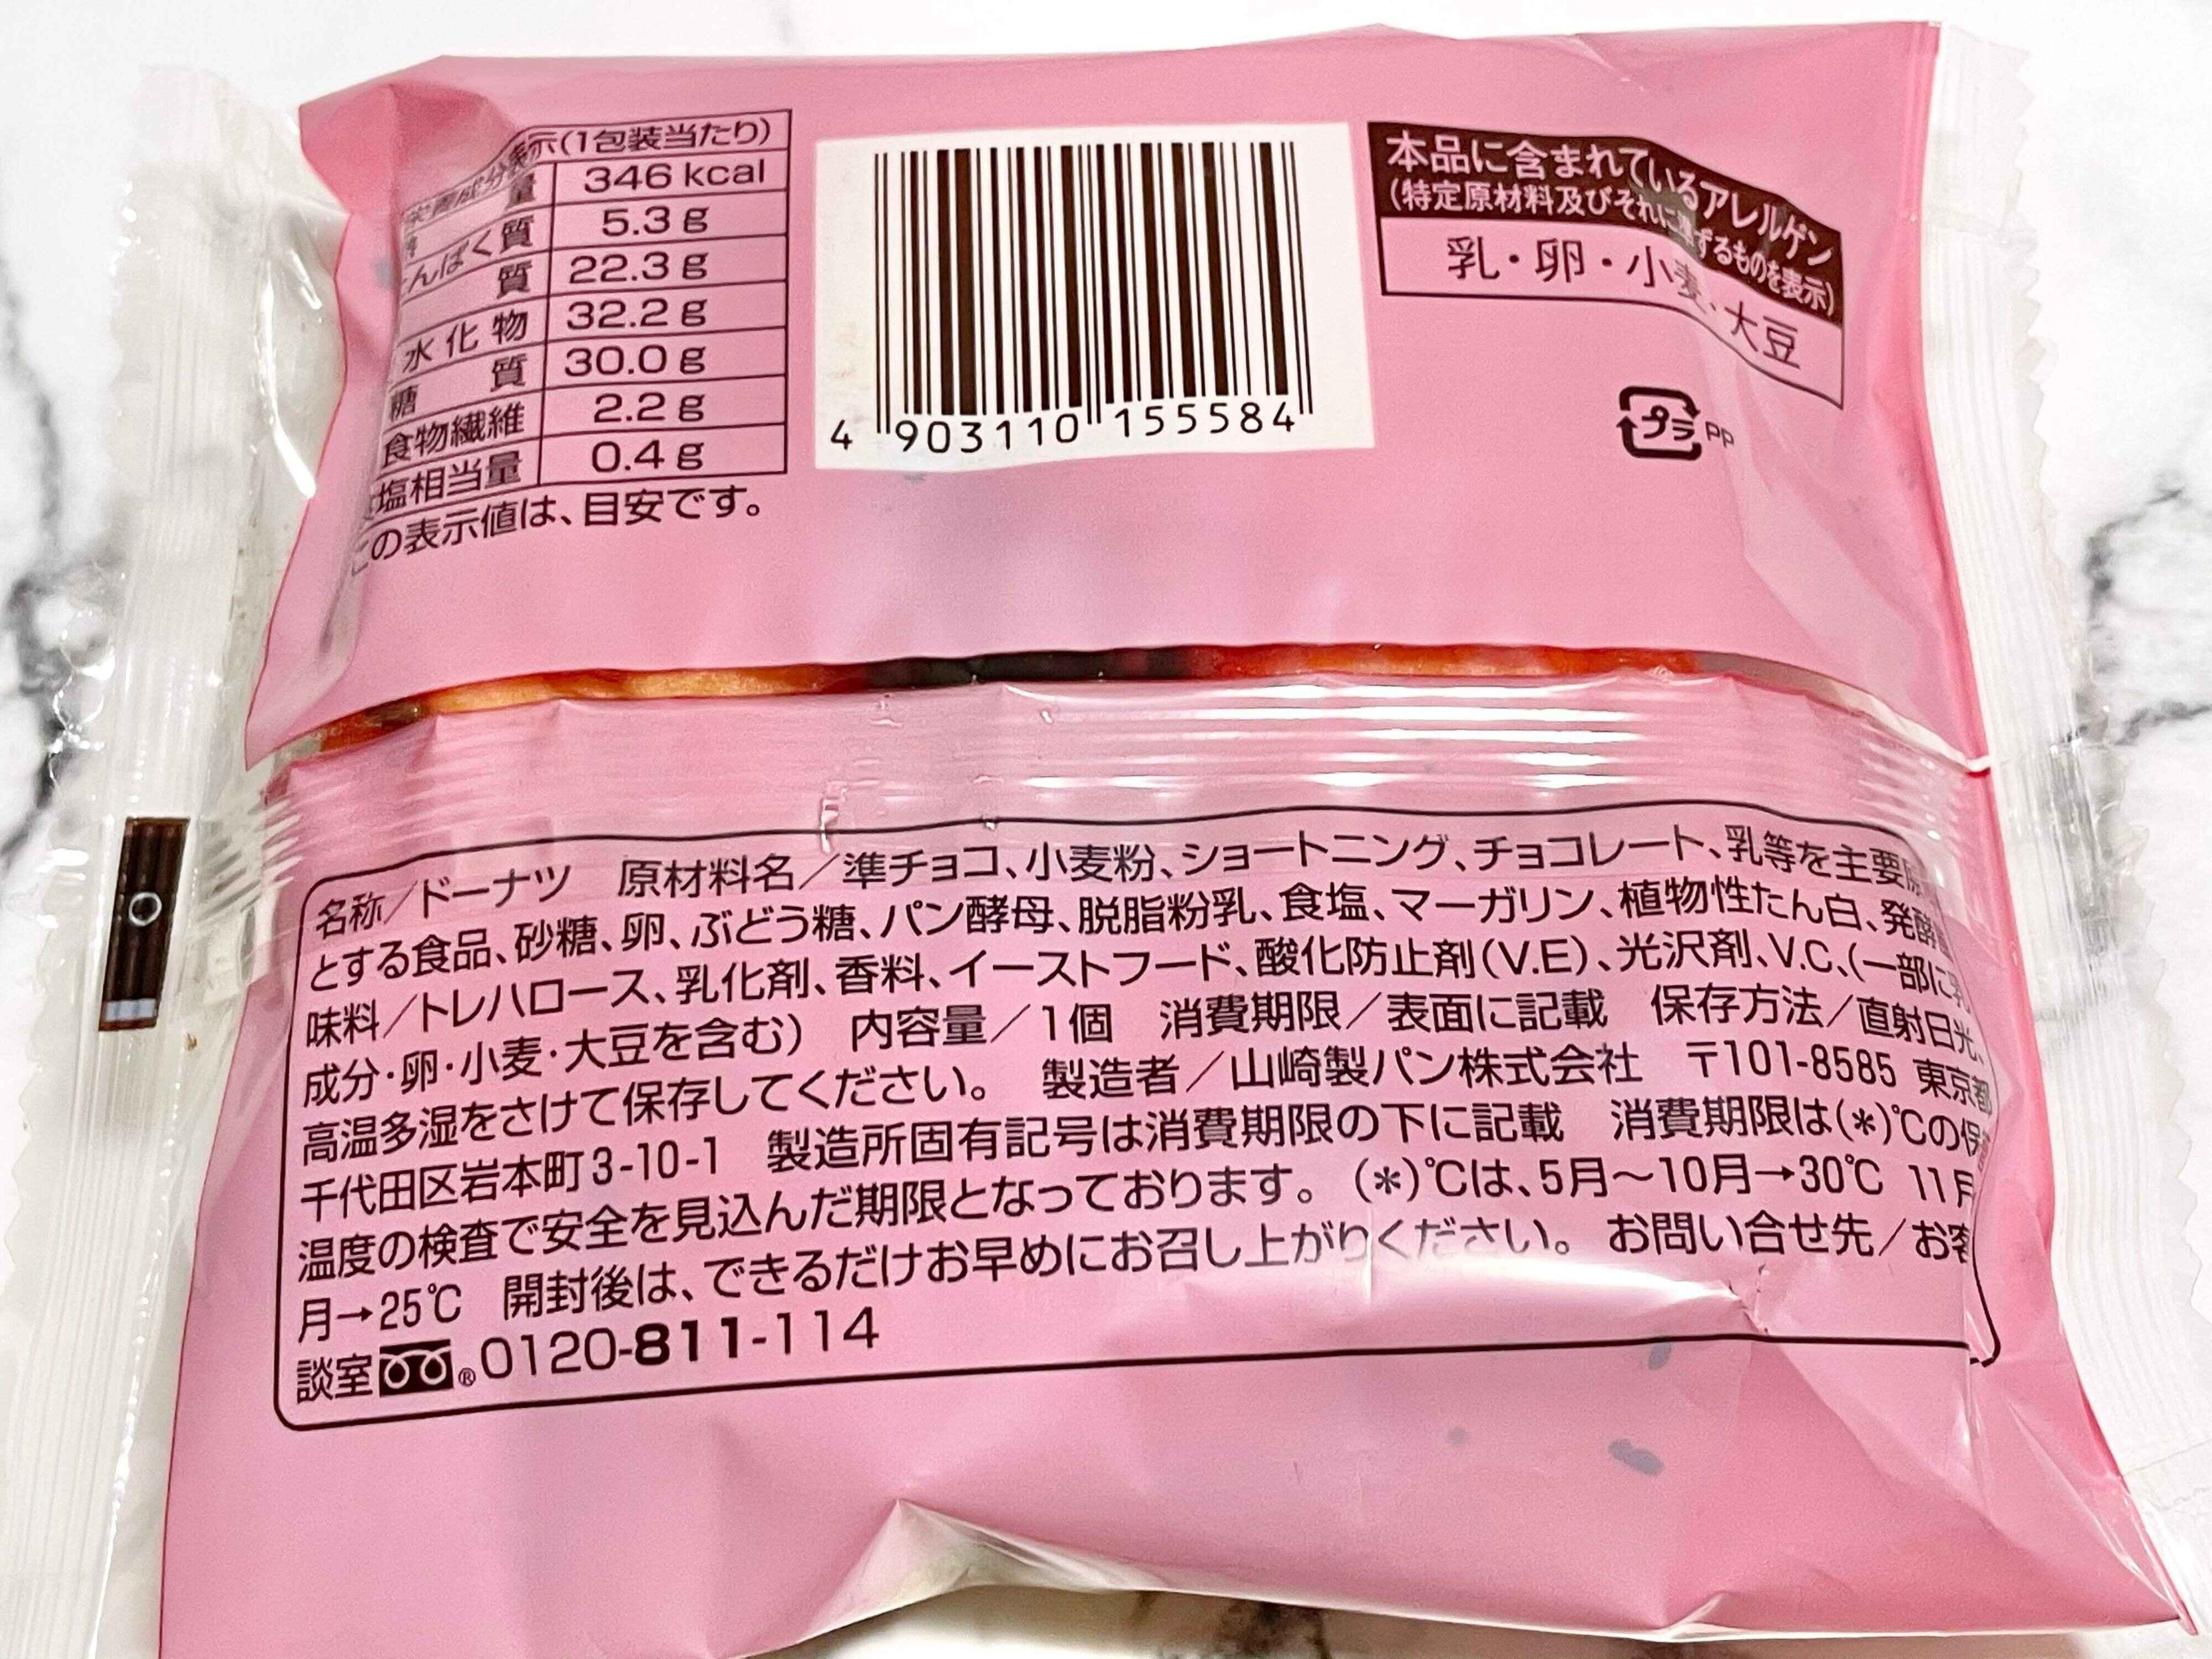 栄養成分表示(1包装当たり)
量 346 kcal
んぱく質 5.3 g
質 22.3 g
水化物 32.2 g
糖質 30.0 g
食物繊維 2.2 g
塩相当量 0.4 g
この表示値は、目安です。
4 903110 155584
本品に含まれているアレルゲン
(特定原材料及びそれに準ずるものを表示)
乳・卵・小麦・大豆
プラ PP
名称/ドーナツ 原材料名/準チョコ、小麦粉、ショートニング、チョコレート、乳等を主要原
とする食品、砂糖、卵、ぶどう糖、パン酵母、脱脂粉乳、食塩、マーガリン、植物性たん白、発酵
味料/トレハロース、乳化剤、香料、イーストフード、酸化防止剤(V.E)、光沢剤、V.C、(一部に乳
成分・卵・小麦・大豆を含む) 内容量/1個 消費期限/表面に記載 保存方法/直射日光、
高温多湿をさけて保存してください。 製造者/山崎製パン株式会社 〒101-8585 東京都
千代田区岩本町3-10-1 製造所固有記号は消費期限の下に記載 消費期限は(*)℃の保
温度の検査で安全を見込んだ期限となっております。(*)℃は、5月〜10月→30℃ 11月
月→25℃ 開封後は、できるだけお早めにお召し上がりください。 お問い合せ先/お客
談室 ® 0120-811-114